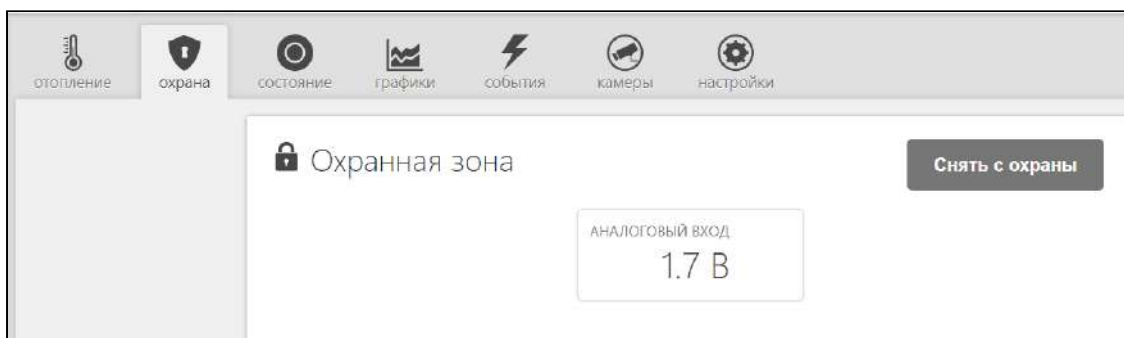 отопление охрана состояние графики события камеры настройки
Охранная зона Снять с охраны
АНАЛОГОВЫЙ ВХОД
1.7 В